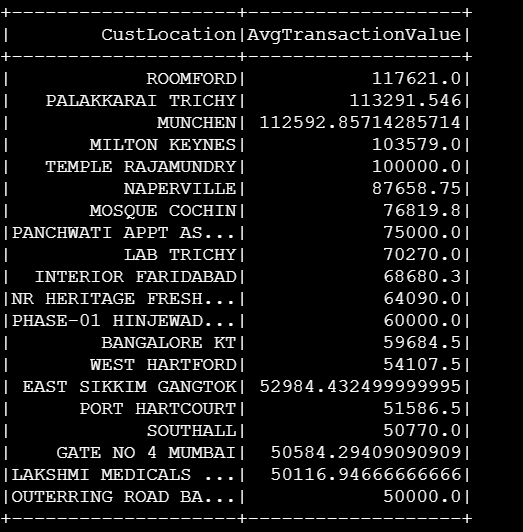 +--------------------+------------------+
|        CustLocation|AvgTransactionValue|
+--------------------+------------------+
|            ROOMFORD|          117621.0|
|   PALAKKARAI TRICHY|        113291.546|
|             MUNCHEN| 112592.85714285714|
|       MILTON KEYNES|          103579.0|
|   TEMPLE RAJAMUNDRY|          100000.0|
|          NAPERVILLE|          87658.75|
|       MOSQUE COCHIN|           76819.8|
|PANCHWATI APPT AS...|           75000.0|
|          LAB TRICHY|           70270.0|
|  INTERIOR FARIDABAD|           68680.3|
|NR HERITAGE FRESH...|           64090.0|
|PHASE-01 HINJEWAD...|           60000.0|
|        BANGALORE KT|           59684.5|
|       WEST HARTFORD|           54107.5|
| EAST SIKKIM GANGTOK| 52984.432499999995|
|      PORT HARTCOURT|           51586.5|
|            SOUTHALL|           50770.0|
|    GATE NO 4 MUMBAI|  50584.29409090909|
|LAKSHMI MEDICALS ...|  50116.94666666666|
|OUTERRING ROAD BA...|           50000.0|
+--------------------+------------------+